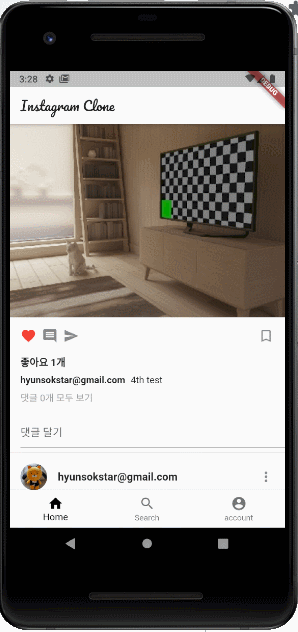 3:28
DEBUG
Instagram Clone
좋아요 1개
hyunsokstar@gmail.com 4th test
댓글 0개 모두 보기
댓글 달기
hyunsokstar@gmail.com
Home
Search
account